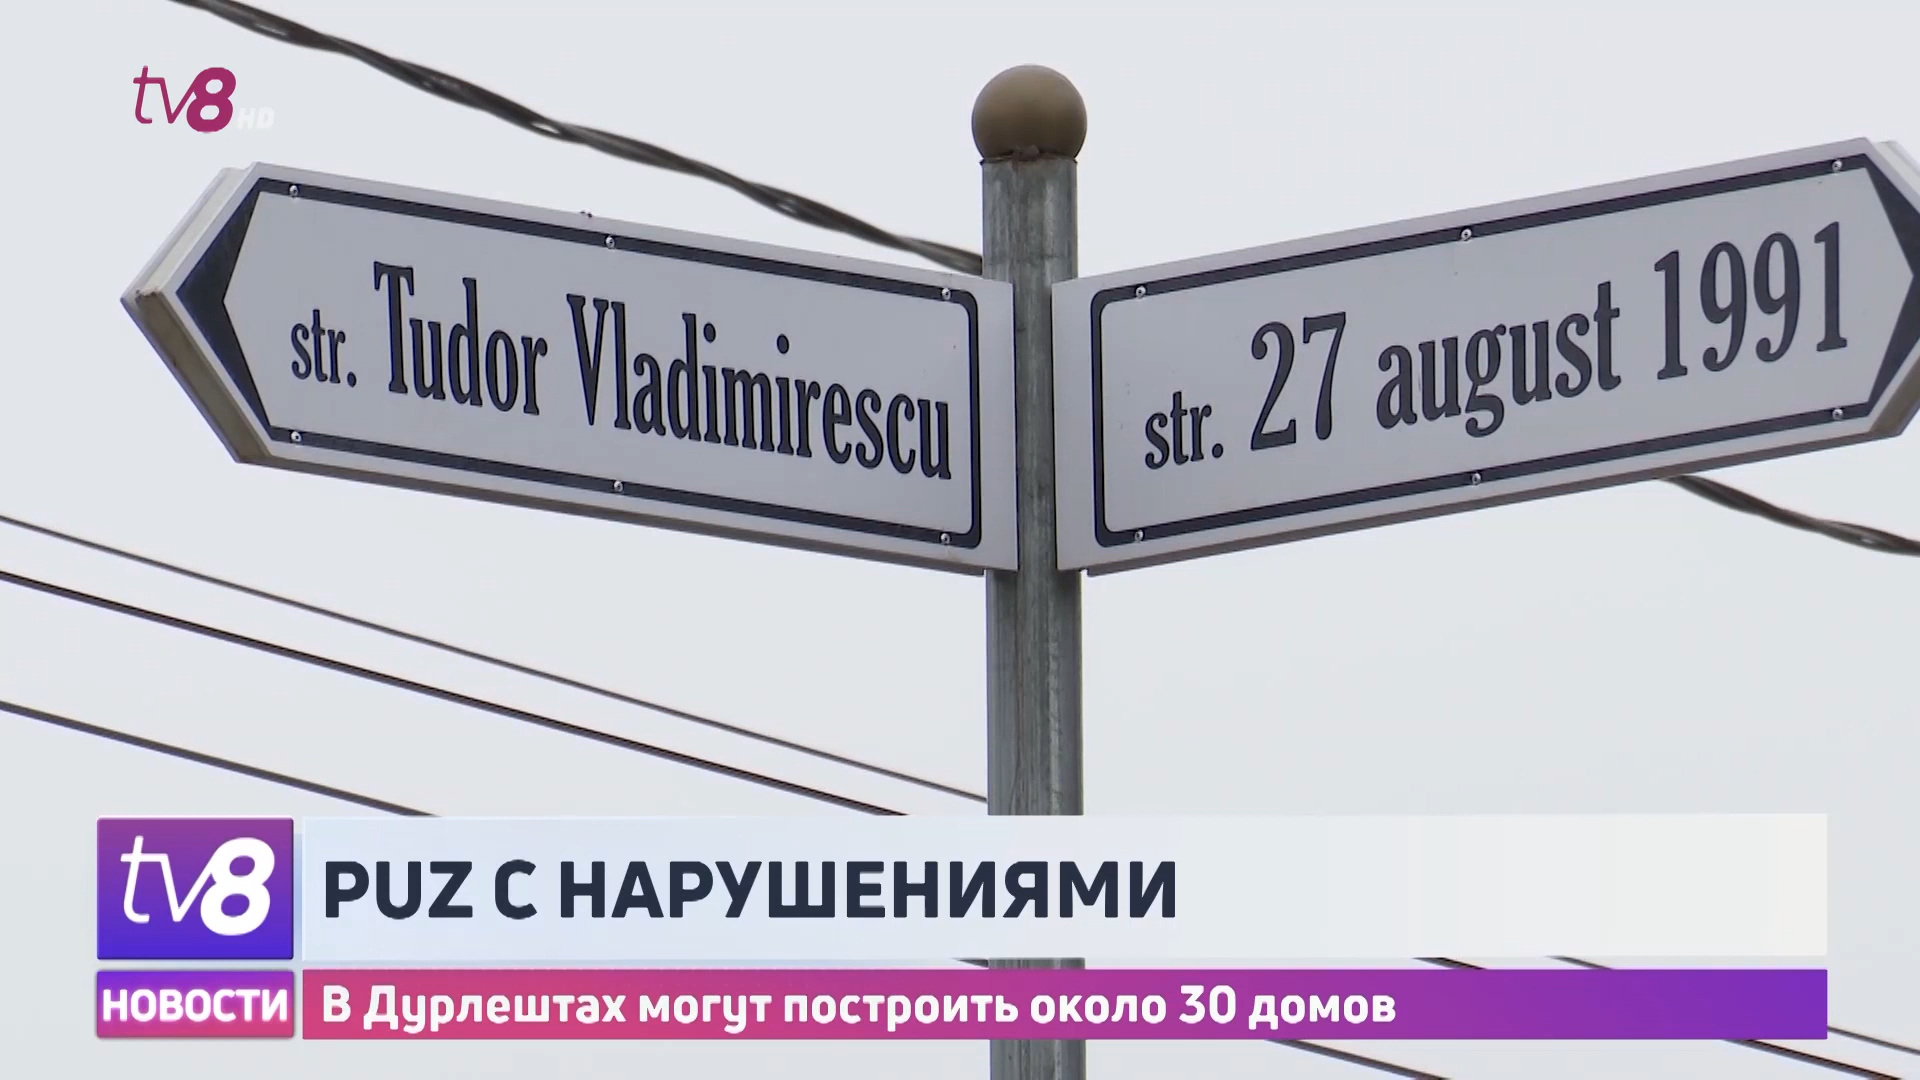 tv8 HD
str. Tudor Vladimirescu
str. 27 august 1991
tv8
PUZ С НАРУШЕНИЯМИ
НОВОСТИ
В Дурлештах могут построить около 30 домов